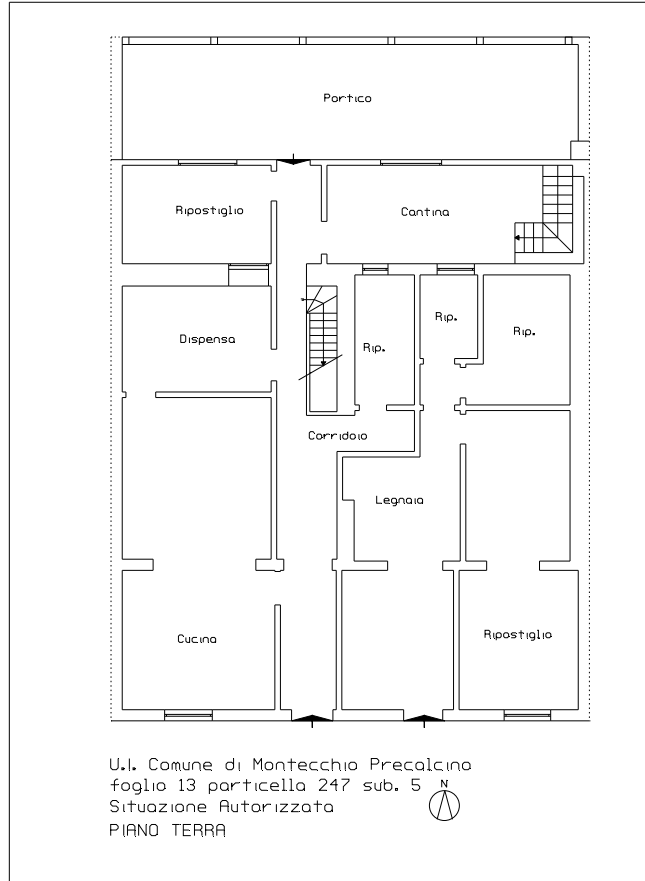 Portico
Ripostiglio
Cantina
Dispensa
Rip.
Rip.
Rip.
Corridoio
Legnaia
Cucina
Ripostiglia
U.I. Comune di Montecchio Precalcino
foglio 13 particella 247 sub. 5
N
Situazione Autorizzata
PIANO TERRA